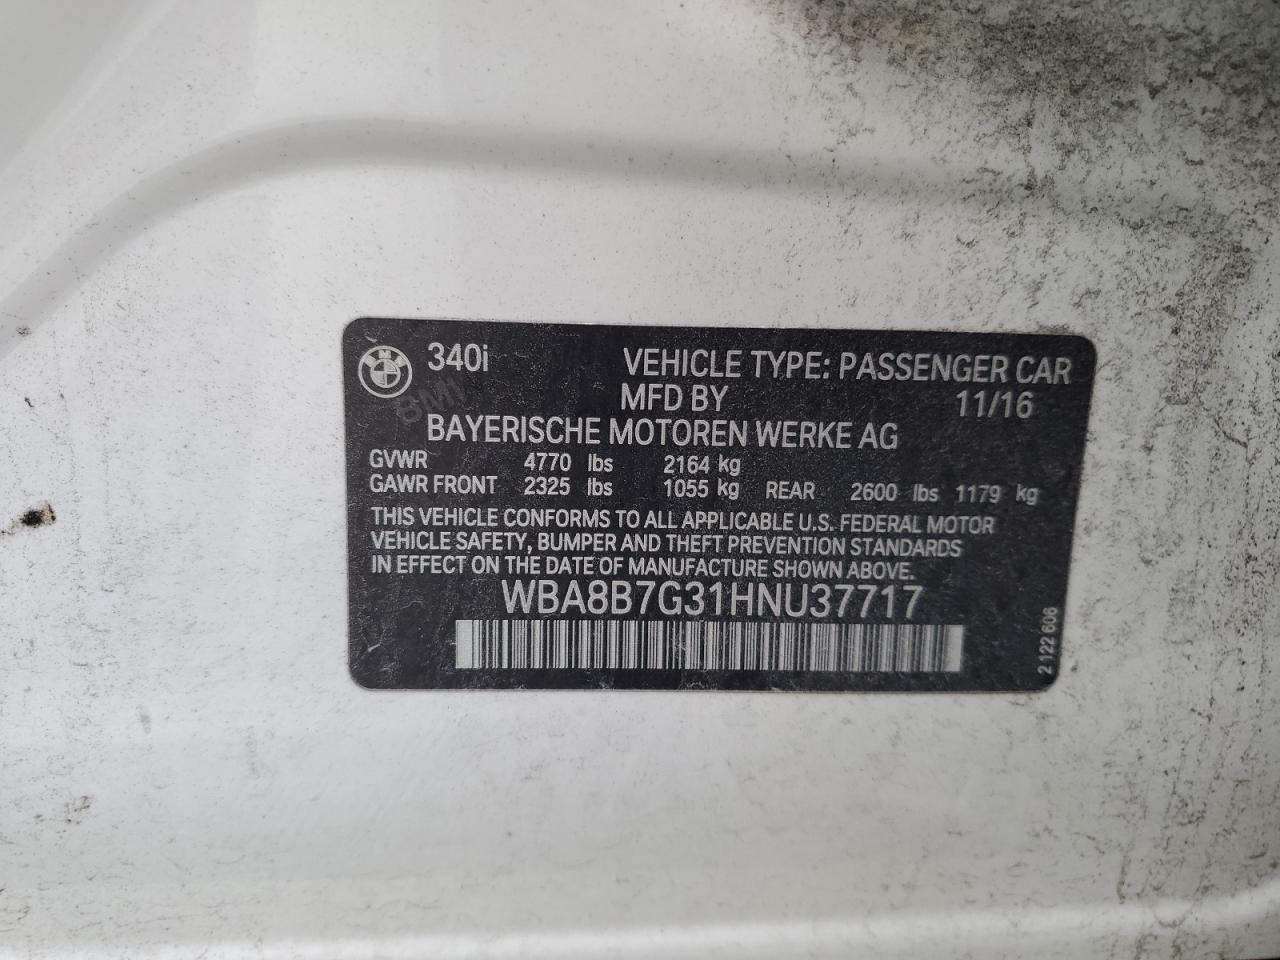 BMW
340i VEHICLE TYPE: PASSENGER CAR
MFD BY 11/16
BAYERISCHE MOTOREN WERKE AG
GVWR 4770 lbs 2164 kg
GAWR FRONT 2325 lbs 1055 kg REAR 2600 lbs 1179 kg
THIS VEHICLE CONFORMS TO ALL APPLICABLE U.S. FEDERAL MOTOR
VEHICLE SAFETY, BUMPER AND THEFT PREVENTION STANDARDS
IN EFFECT ON THE DATE OF MANUFACTURE SHOWN ABOVE.
WBA8B7G31HNU37717
2 122 606